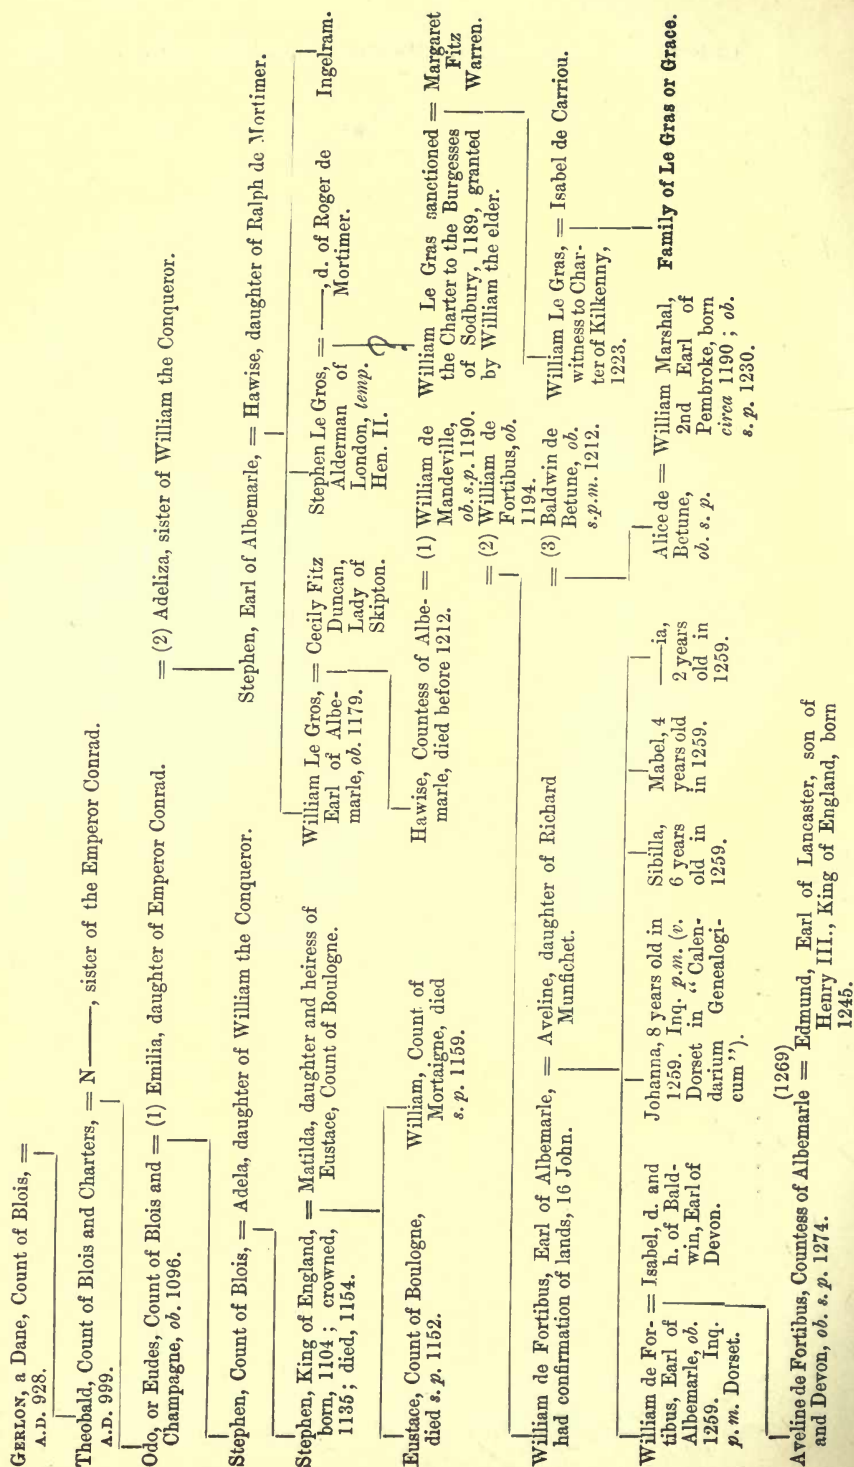 GERLON, a Dane, Count of Blois, =
A.D. 928.
Theobald, Count of Blois and Charters, = N——, sister of the Emperor Conrad.
A.D. 999.
Odo, or Eudes, Count of Blois and = (1) Emilia, daughter of Emperor Conrad.
Champagne, ob. 1096.
= (2) Adeliza, sister of William the Conqueror.
Stephen, Count of Blois, = Adela, daughter of William the Conqueror.
Stephen, Earl of Albemarle, = Hawise, daughter of Ralph de Mortimer.
Stephen, King of England, = Matilda, daughter and heiress of
born, 1104 ; crowned,
Eustace, Count of Boulogne.
1135 ; died, 1154.
William Le Gros, = Cecily Fitz
Earl of Albe-
Duncan,
marle, ob. 1179.
Lady of
Skipton.
Stephen Le Gros, = ——, d. of Roger de
Alderman of
Mortimer.
London, temp.
Hen. II.
Ingelram.
?
Eustace, Count of Boulogne,
died s. p. 1152.
William, Count of
Mortaigne, died
s. p. 1159.
Hawise, Countess of Albe- = (1) William de
marle, died before 1212.
Mandeville,
ob. s.p. 1190.
= (2) William de
Fortibus, ob.
1194.
= (3) Baldwin de
Betune, ob.
s.p.m. 1212.
William Le Gras sanctioned = Margaret
the Charter to the Burgesses
Fitz
of Sodbury, 1189, granted
Warren.
by William the elder.
William de Fortibus, Earl of Albemarle, = Aveline, daughter of Richard
had confirmation of lands, 16 John.
Munfichet.
William Le Gras, = Isabel de Carriou.
witness to Char-
ter of Kilkenny,
1223.
William de For- = Isabel, d. and
tibus, Earl of
h. of Bald-
Albemarle, ob.
win, Earl of
1259. Inq.
Devon.
p. m. Dorset.
Johanna, 8 years old in
1259. Inq. p.m. (v.
Dorset in “ Calen-
darium Genealogi-
cum ”).
Sibilla,
6 years
old in
1259.
Mabel, 4
years old
in 1259.
——ia,
2 years
old in
1259.
Alice de = William Marshal,
Betune,
2nd Earl of
ob. s. p.
Pembroke, born
circa 1190 ; ob.
s. p. 1230.
Family of Le Gras or Grace.
(1269)
Aveline de Fortibus, Countess of Albemarle = Edmund, Earl of Lancaster, son of
and Devon, ob. s. p. 1274.
Henry III., King of England, born
1245.